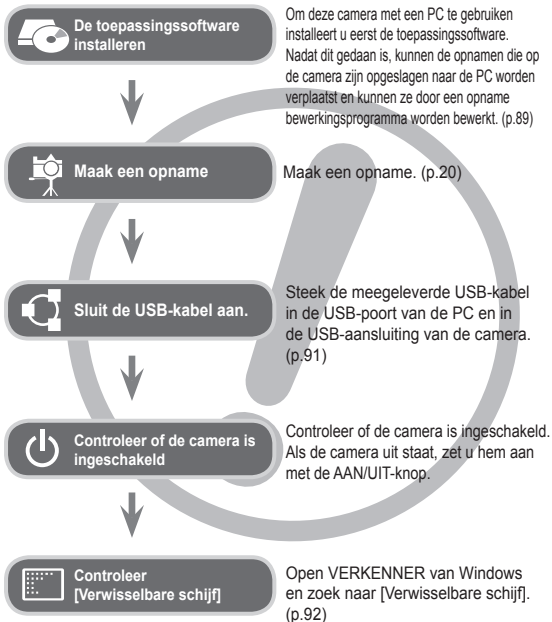 De toepassingssoftware
installeren
Om deze camera met een PC te gebruiken
installeert u eerst de toepassingssoftware.
Nadat dit gedaan is, kunnen de opnamen die op
de camera zijn opgeslagen naar de PC worden
verplaatst en kunnen ze door een opname
bewerkingsprogramma worden bewerkt. (p.89)
Maak een opname
Maak een opname. (p.20)
Sluit de USB-kabel aan.
Steek de meegeleverde USB-kabel
in de USB-poort van de PC en in
de USB-aansluiting van de camera.
(p.91)
Controleer of de camera is
ingeschakeld
Controleer of de camera is ingeschakeld.
Als de camera uit staat, zet u hem aan
met de AAN/UIT-knop.
Controleer
[Verwisselbare schijf]
Open VERKENNER van Windows
en zoek naar [Verwisselbare schijf].
(p.92)